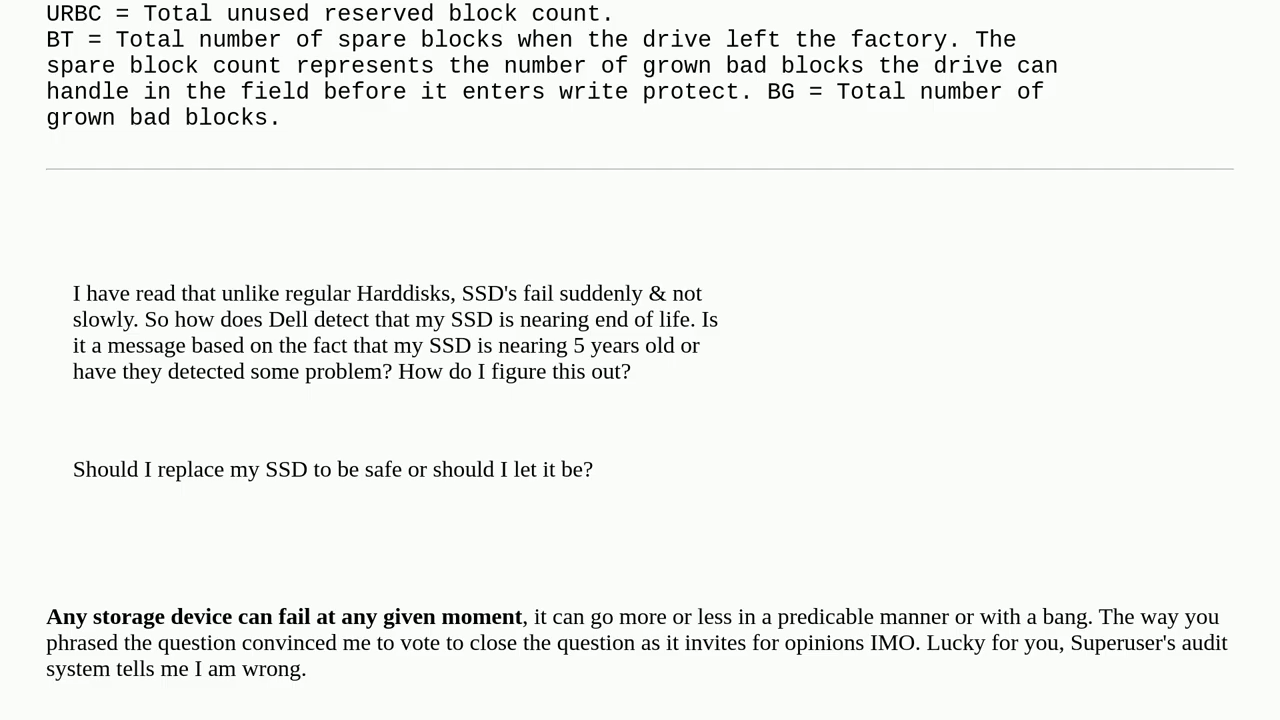 URBC = Total unused reserved block count.
BT = Total number of spare blocks when the drive left the factory. The
spare block count represents the number of grown bad blocks the drive can
handle in the field before it enters write protect. BG = Total number of
grown bad blocks.
I have read that unlike regular Harddisks, SSD's fail suddenly & not
slowly. So how does Dell detect that my SSD is nearing end of life. Is
it a message based on the fact that my SSD is nearing 5 years old or
have they detected some problem? How do I figure this out?
Should I replace my SSD to be safe or should I let it be?
Any storage device can fail at any given moment, it can go more or less in a predicable manner or with a bang. The way you
phrased the question convinced me to vote to close the question as it invites for opinions IMO. Lucky for you, Superuser's audit
system tells me I am wrong.